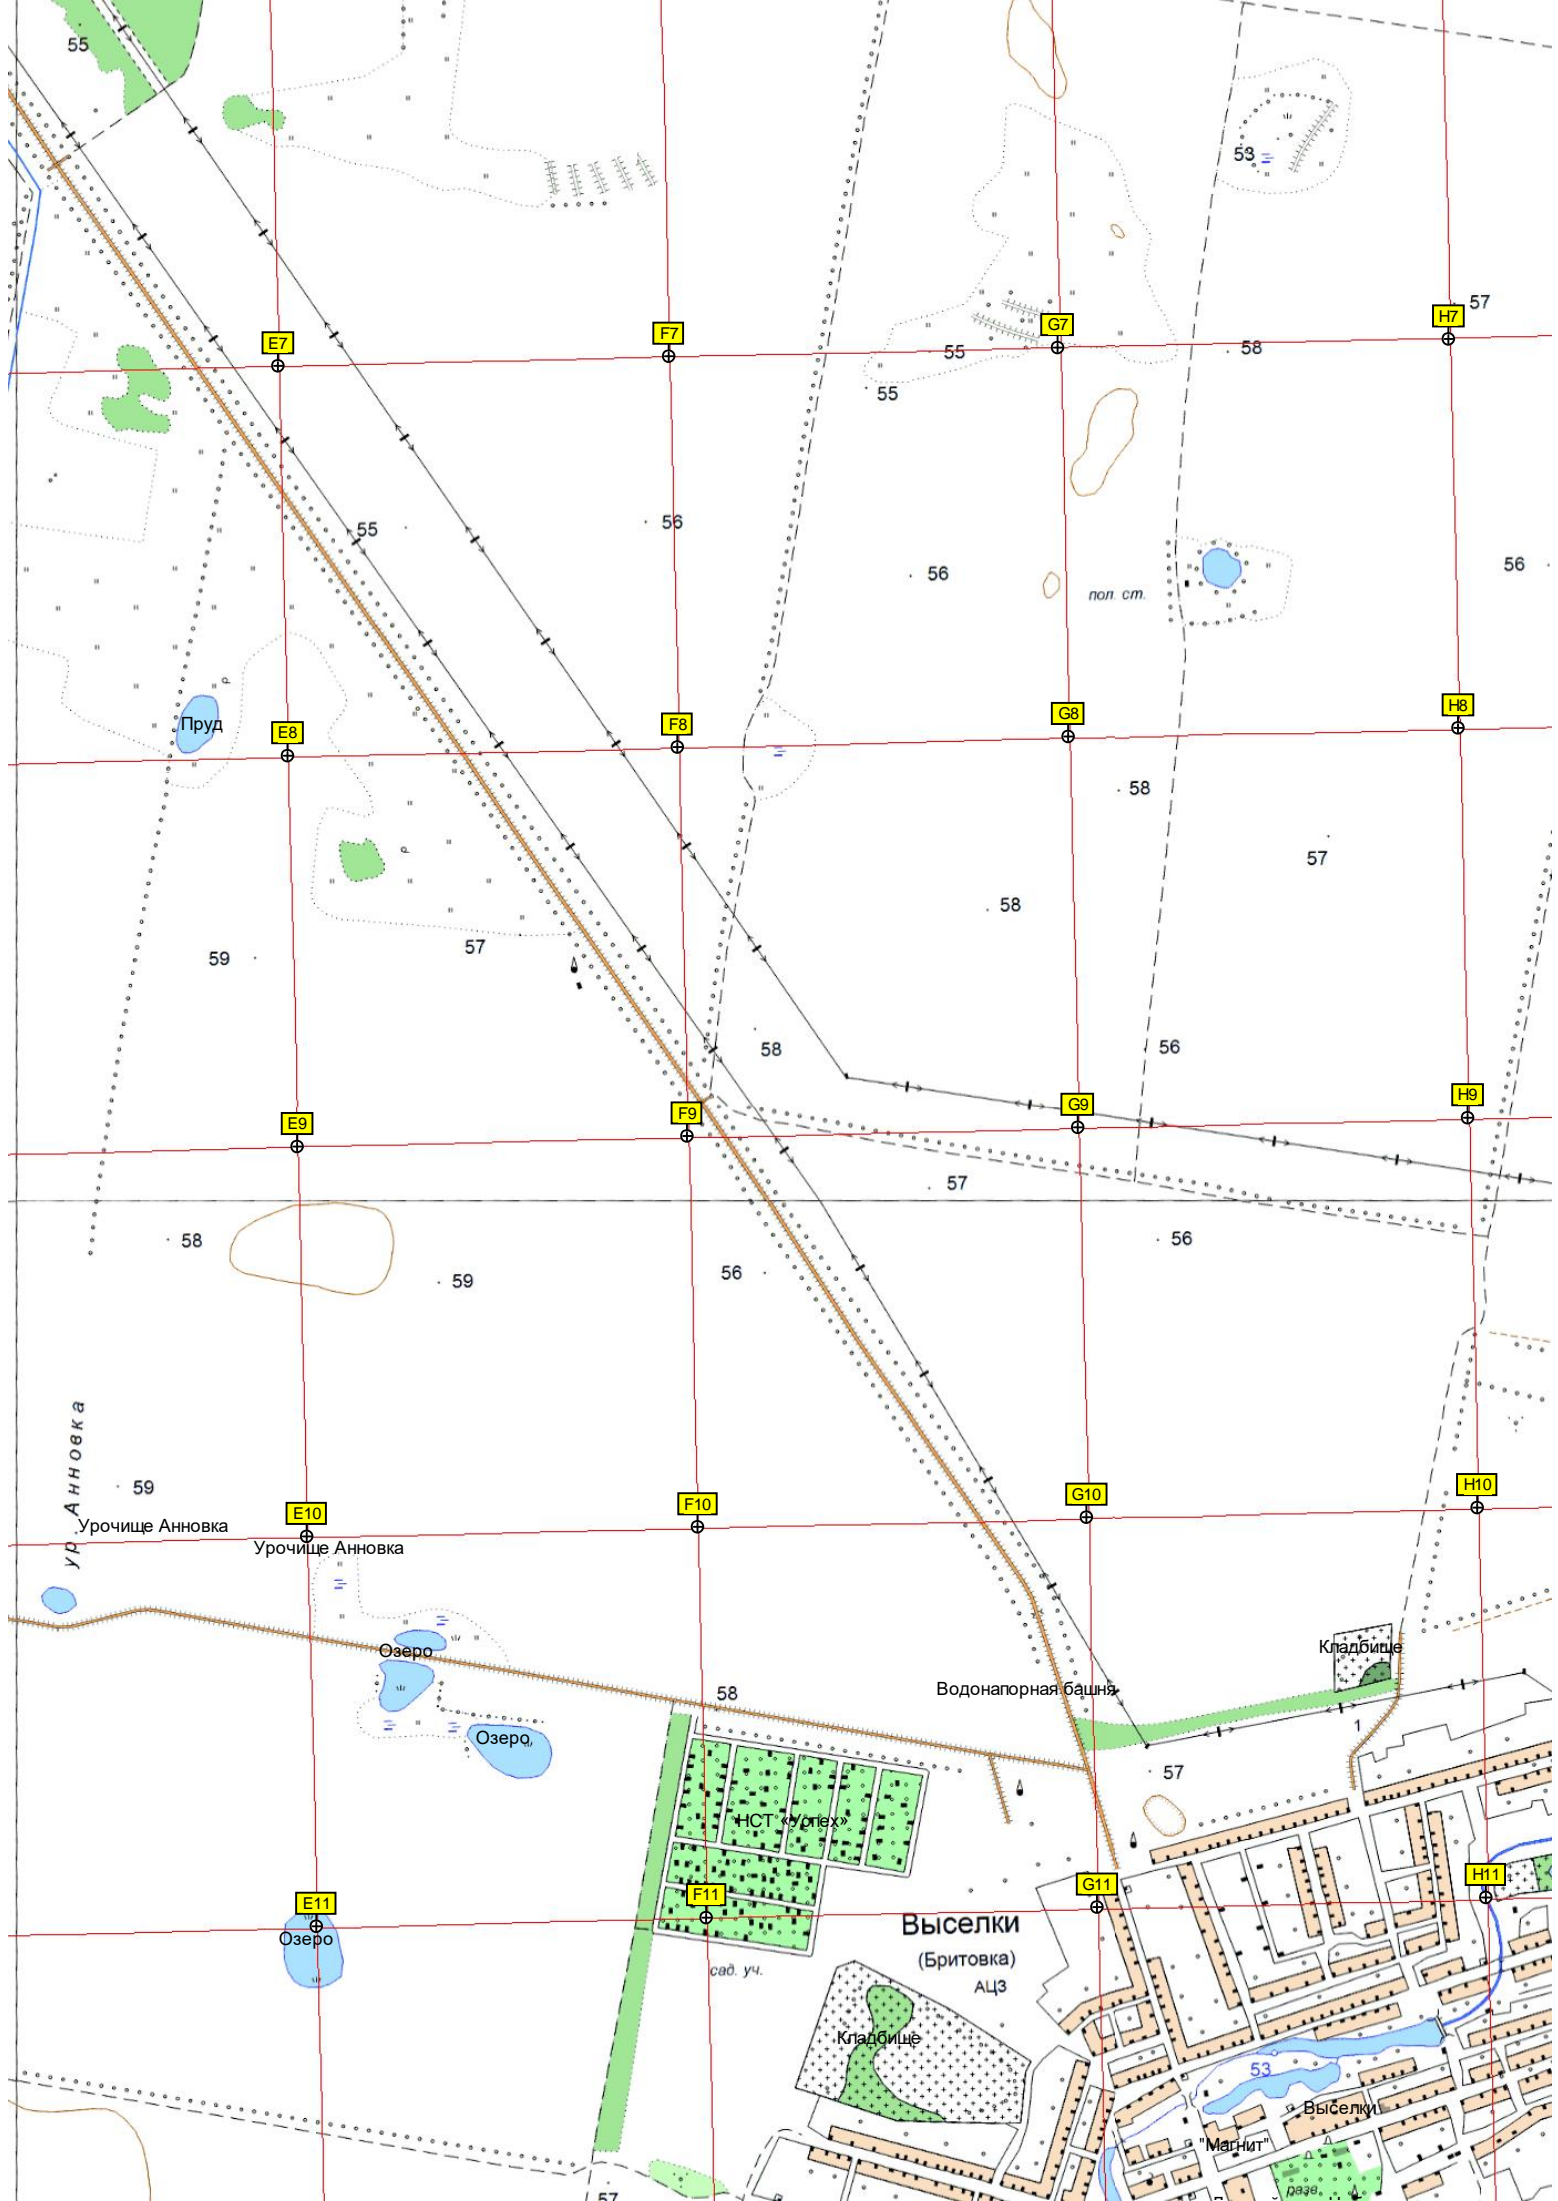 55
53
E7
F7
G7
H7
57
55
58
55
55
56
56
56
пол. ст.
Пруд
E8
F8
G8
H8
58
57
58
59
57
58
56
E9
F9
G9
H9
57
58
59
56
56
ур. Анновка
59
Урочище Анновка
E10
F10
G10
H10
Урочище Анновка
Озеро
Кладбище
Водонапорная башня
58
1
Озеро
57
НСТ «Успех»
E11
F11
G11
H11
Озеро
Выселки
(Бритовка)
АЦЗ
сад. уч.
Кладбище
53
Выселки
"Магнит"
разв.
57